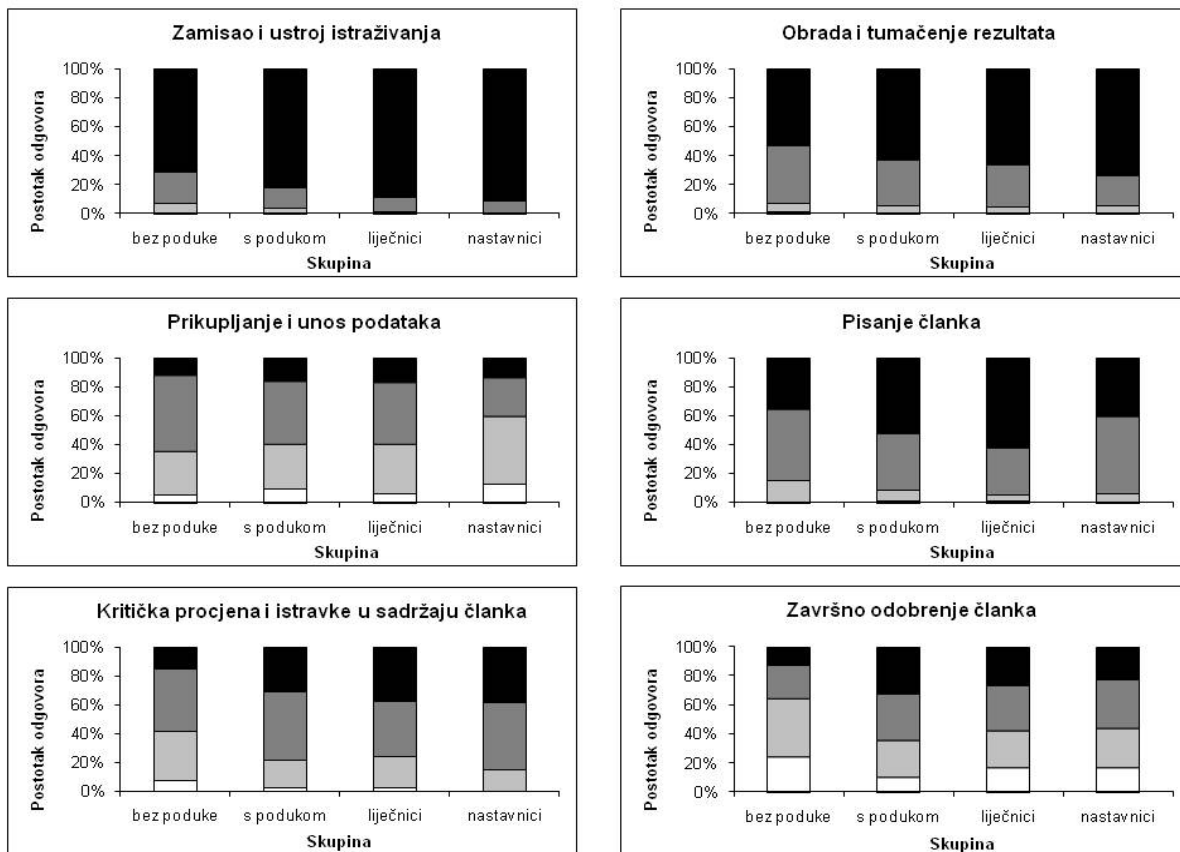 Zamisao i ustroj istraživanja
Postotak odgovora
100%
80%
60%
40%
20%
0%
bez poduke s podukom liječnici nastavnici
Skupina
Obrada i tumačenje rezultata
Postotak odgovora
100%
80%
60%
40%
20%
0%
bez poduke s podukom liječnici nastavnici
Skupina
Prikupljanje i unos podataka
Postotak odgovora
100%
80%
60%
40%
20%
0%
bez poduke s podukom liječnici nastavnici
Skupina
Pisanje članka
Postotak odgovora
100%
80%
60%
40%
20%
0%
bez poduke s podukom liječnici nastavnici
Skupina
Kritička procjena i istravke u sadržaju članka
Postotak odgovora
100%
80%
60%
40%
20%
0%
bez poduke s podukom liječnici nastavnici
Skupina
Završno odobrenje članka
Postotak odgovora
100%
80%
60%
40%
20%
0%
bez poduke s podukom liječnici nastavnici
Skupina